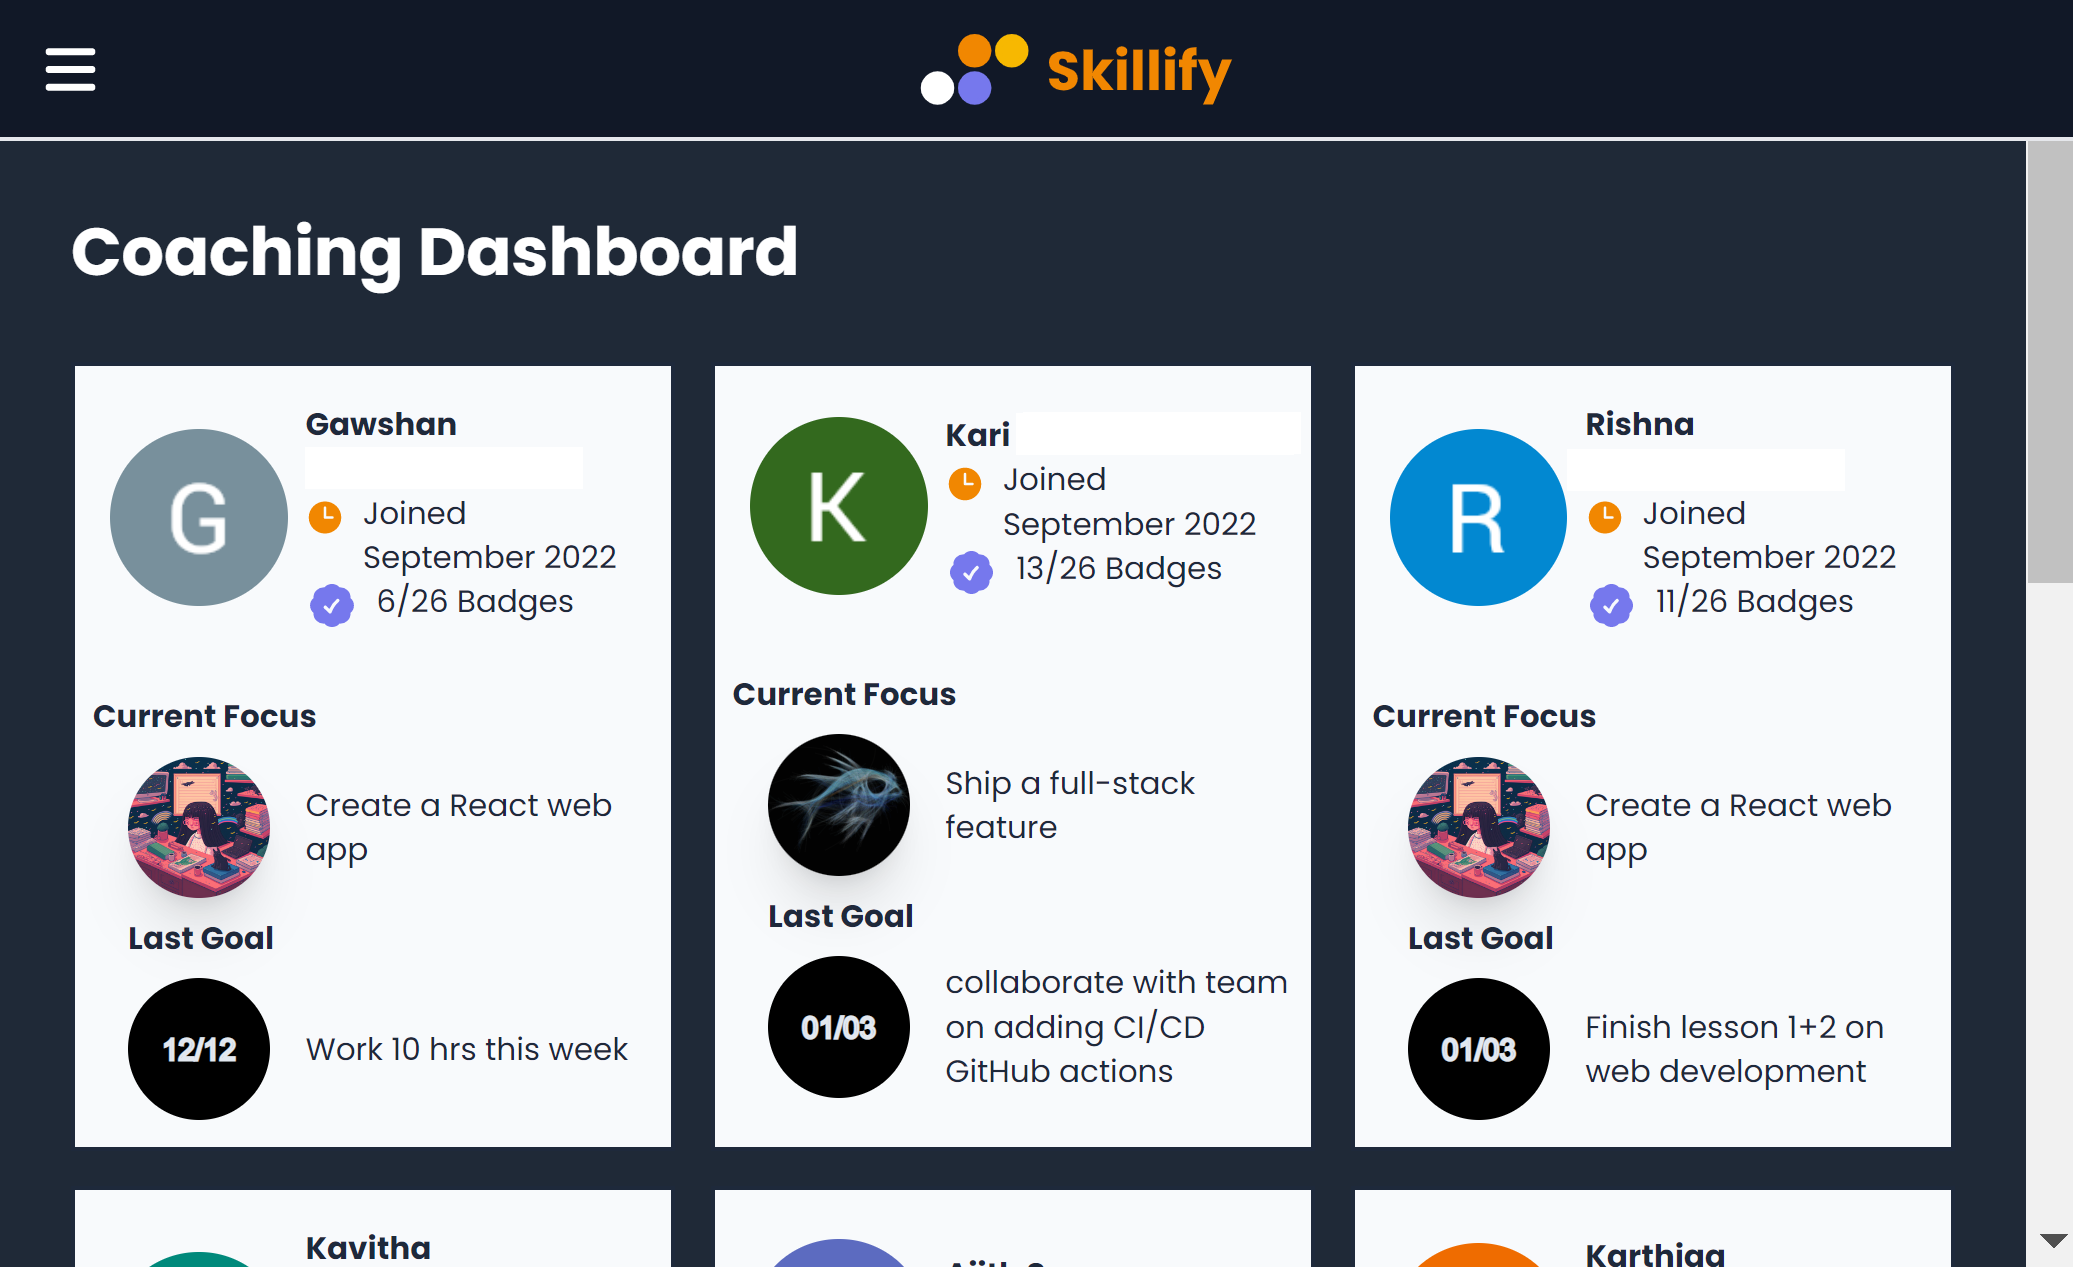 Skillify
Coaching Dashboard
G
Gawshan
Joined
September 2022
6/26 Badges
Current Focus
Create a React web
app
Last Goal
12/12
Work 10 hrs this week
K
Kari
Joined
September 2022
13/26 Badges
Current Focus
Ship a full-stack
feature
Last Goal
01/03
collaborate with team
on adding CI/CD
GitHub actions
R
Rishna
Joined
September 2022
11/26 Badges
Current Focus
Create a React web
app
Last Goal
01/03
Finish lesson 1+2 on
web development
Kavitha
Karthiga